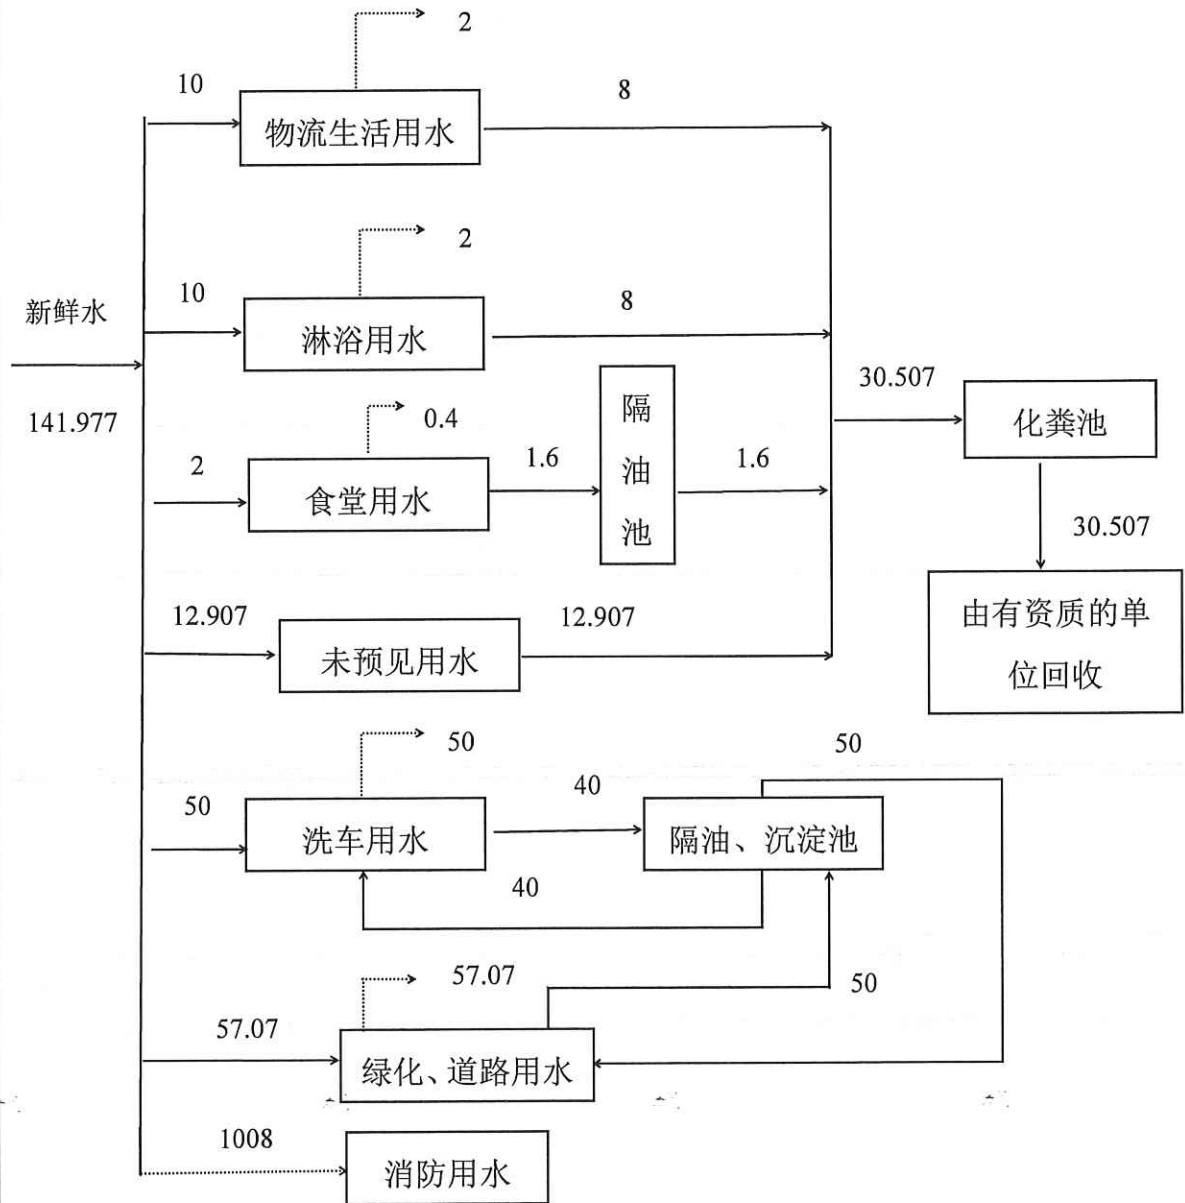 2
10
8
物流生活用水
2
10
8
新鲜水
淋浴用水
141.977
0.4
隔油池
30.507
化粪池
2
1.6
1.6
食堂用水
30.507
12.907
12.907
未预见用水
由有资质的单
位回收
50
50
50
40
洗车用水
隔油、沉淀池
40
57.07
50
57.07
绿化、道路用水
1008
消防用水